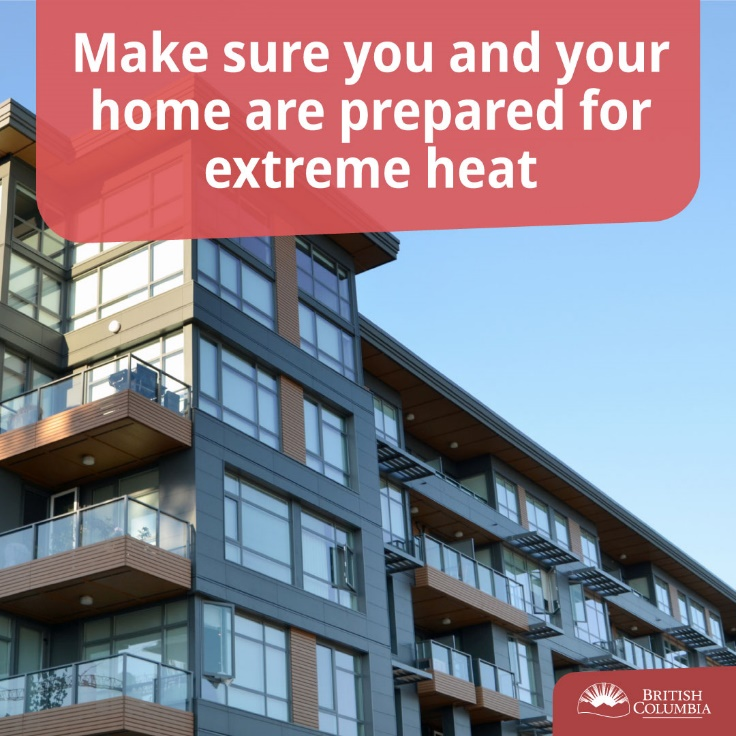 Make sure you and your
home are prepared for
extreme heat
BRITISH
COLUMBIA